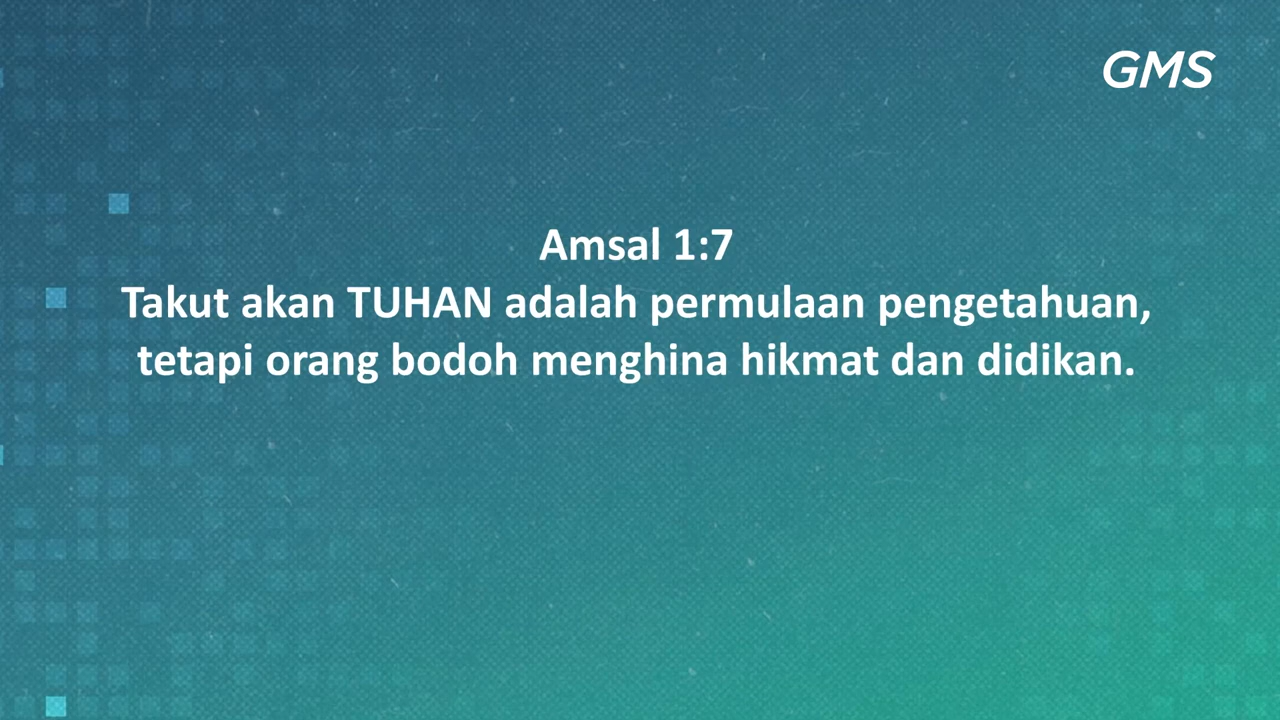 GMS
Amsal 1:7
Takut akan TUHAN adalah permulaan pengetahuan,
tetapi orang bodoh menghina hikmat dan didikan.